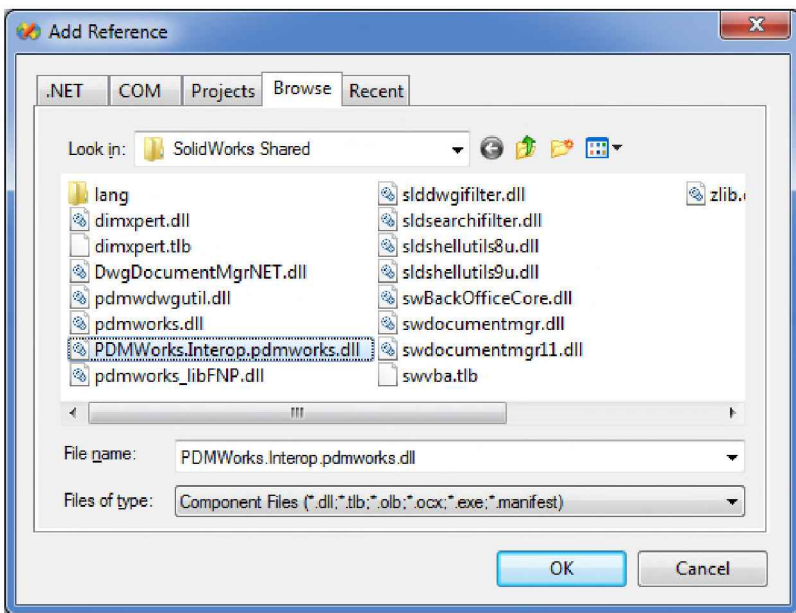 Add Reference
.NET COM Projects Browse Recent
Look in: SolidWorks Shared
lang
dimxpert.dll
dimxpert.tlb
DwgDocumentMgrNET.dll
pdmwdwgutil.dll
pdmworks.dll
PDMWorks.Interop.pdmworks.dll
pdmworks_libFNP.dll
slddwgifilter.dll
sldsearchifilter.dll
sldshellutils8u.dll
sldshellutils9u.dll
swBackOfficeCore.dll
swdocumentmgr.dll
swdocumentmgr11.dll
swvba.tlb
File name: PDMWorks.Interop.pdmworks.dll
Files of type: Component Files (*.dll;*.tlb;*.olb;*.ocx;*.exe;*.manifest)
OK Cancel